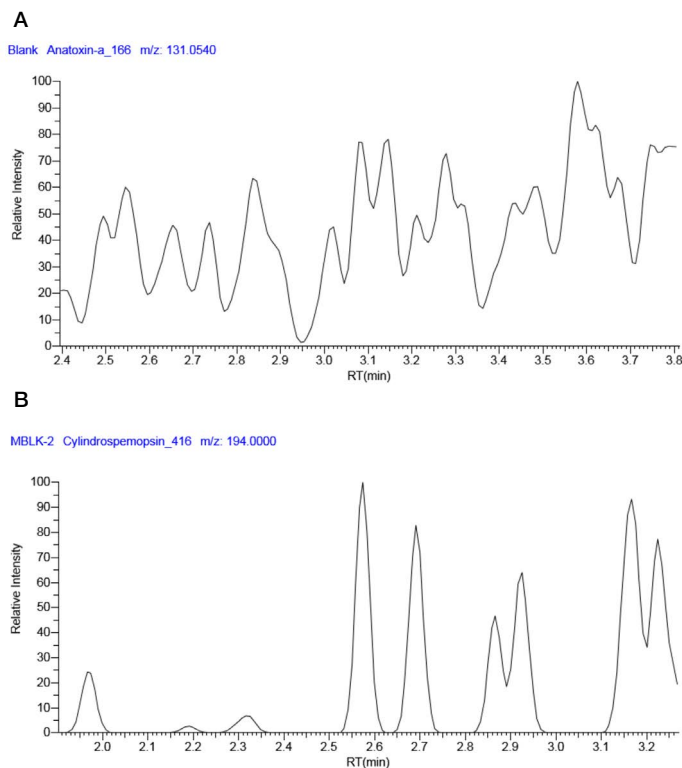 A
Blank Anatoxin-a_166 m/z: 131.0540
100
90
80
70
60
50
40
30
20
10
0
Relative Intensity
2.4 2.5 2.6 2.7 2.8 2.9 3.0 3.1 3.2 3.3 3.4 3.5 3.6 3.7 3.8
RT(min)
B
MBLK-2 Cylindrospemopsin_416 m/z: 194.0000
100
90
80
70
60
50
40
30
20
10
0
Relative Intensity
2.0 2.1 2.2 2.3 2.4 2.5 2.6 2.7 2.8 2.9 3.0 3.1 3.2
RT(min)